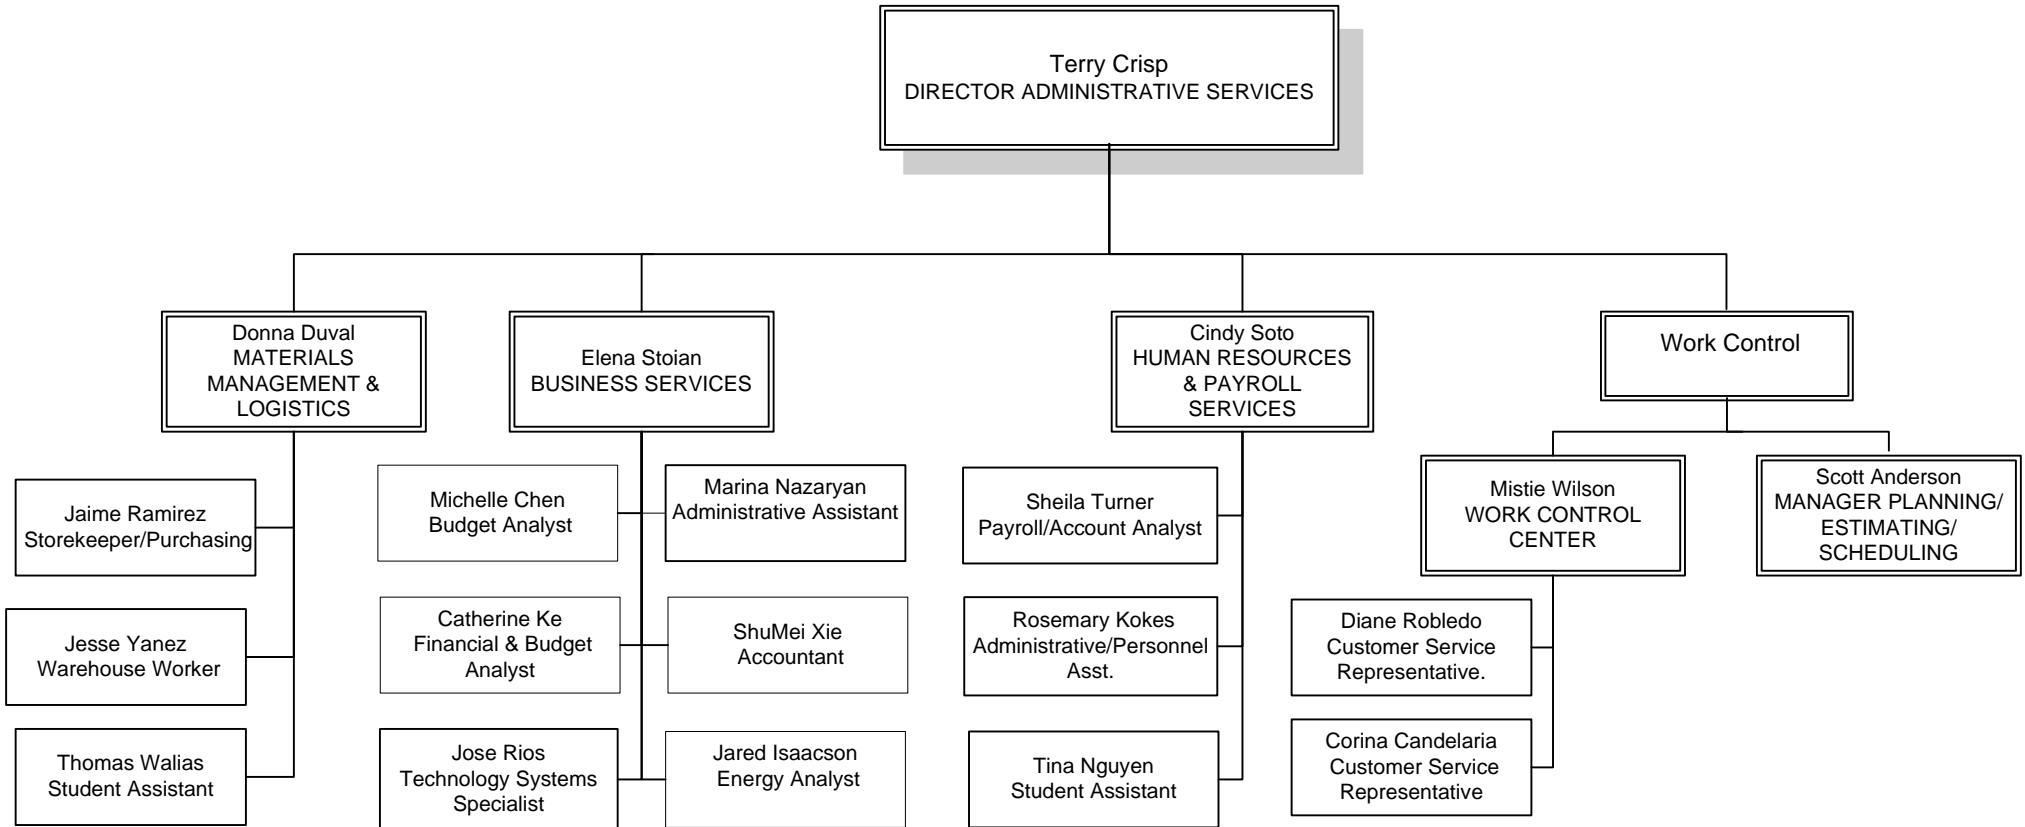 Terry Crisp
DIRECTOR ADMINISTRATIVE SERVICES
Donna Duval
MATERIALS
MANAGEMENT &
LOGISTICS
Elena Stoian
BUSINESS SERVICES
Cindy Soto
HUMAN RESOURCES
& PAYROLL
SERVICES
Work Control
Jaime Ramirez
Storekeeper/Purchasing
Jesse Yanez
Warehouse Worker
Thomas Walias
Student Assistant
Michelle Chen
Budget Analyst
Marina Nazaryan
Administrative Assistant
Catherine Ke
Financial & Budget
Analyst
ShuMei Xie
Accountant
Jose Rios
Technology Systems
Specialist
Jared Isaacson
Energy Analyst
Sheila Turner
Payroll/Account Analyst
Rosemary Kokes
Administrative/Personnel
Asst.
Tina Nguyen
Student Assistant
Mistie Wilson
WORK CONTROL
CENTER
Scott Anderson
MANAGER PLANNING/
ESTIMATING/
SCHEDULING
Diane Robledo
Customer Service
Representative.
Corina Candelaria
Customer Service
Representative